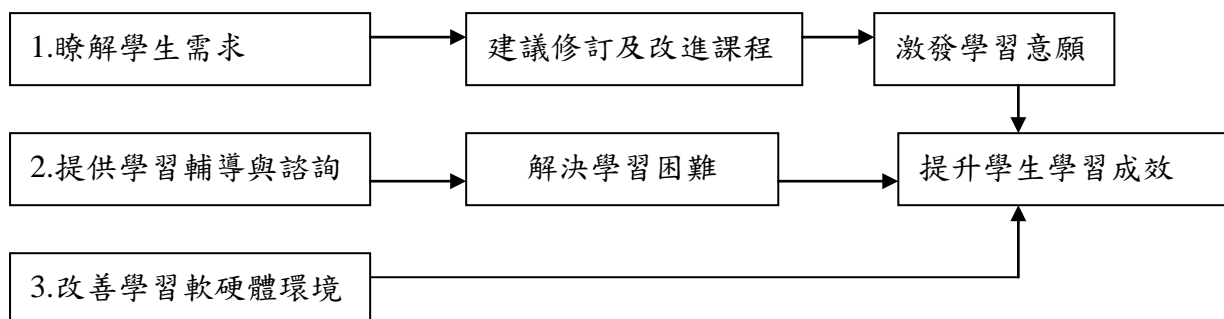 1.瞭解學生需求
建議修訂及改進課程
激發學習意願
2.提供學習輔導與諮詢
解決學習困難
提升學生學習成效
3.改善學習軟硬體環境